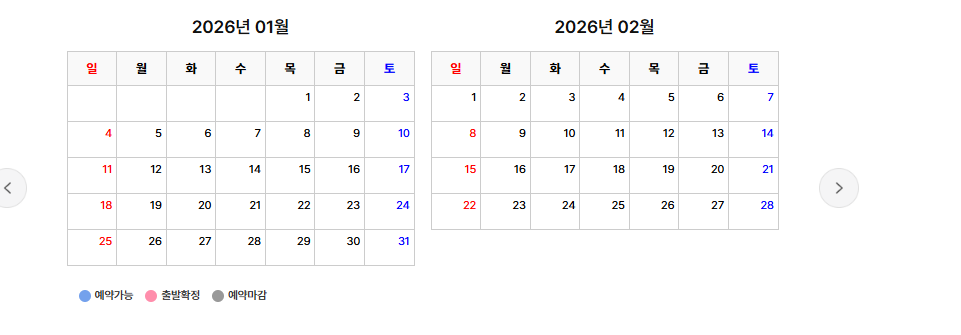 2026년 01월
일 월 화 수 목 금 토
1 2 3
4 5 6 7 8 9 10
11 12 13 14 15 16 17
18 19 20 21 22 23 24
25 26 27 28 29 30 31
2026년 02월
일 월 화 수 목 금 토
1 2 3 4 5 6 7
8 9 10 11 12 13 14
15 16 17 18 19 20 21
22 23 24 25 26 27 28
예약가능 출발확정 예약마감